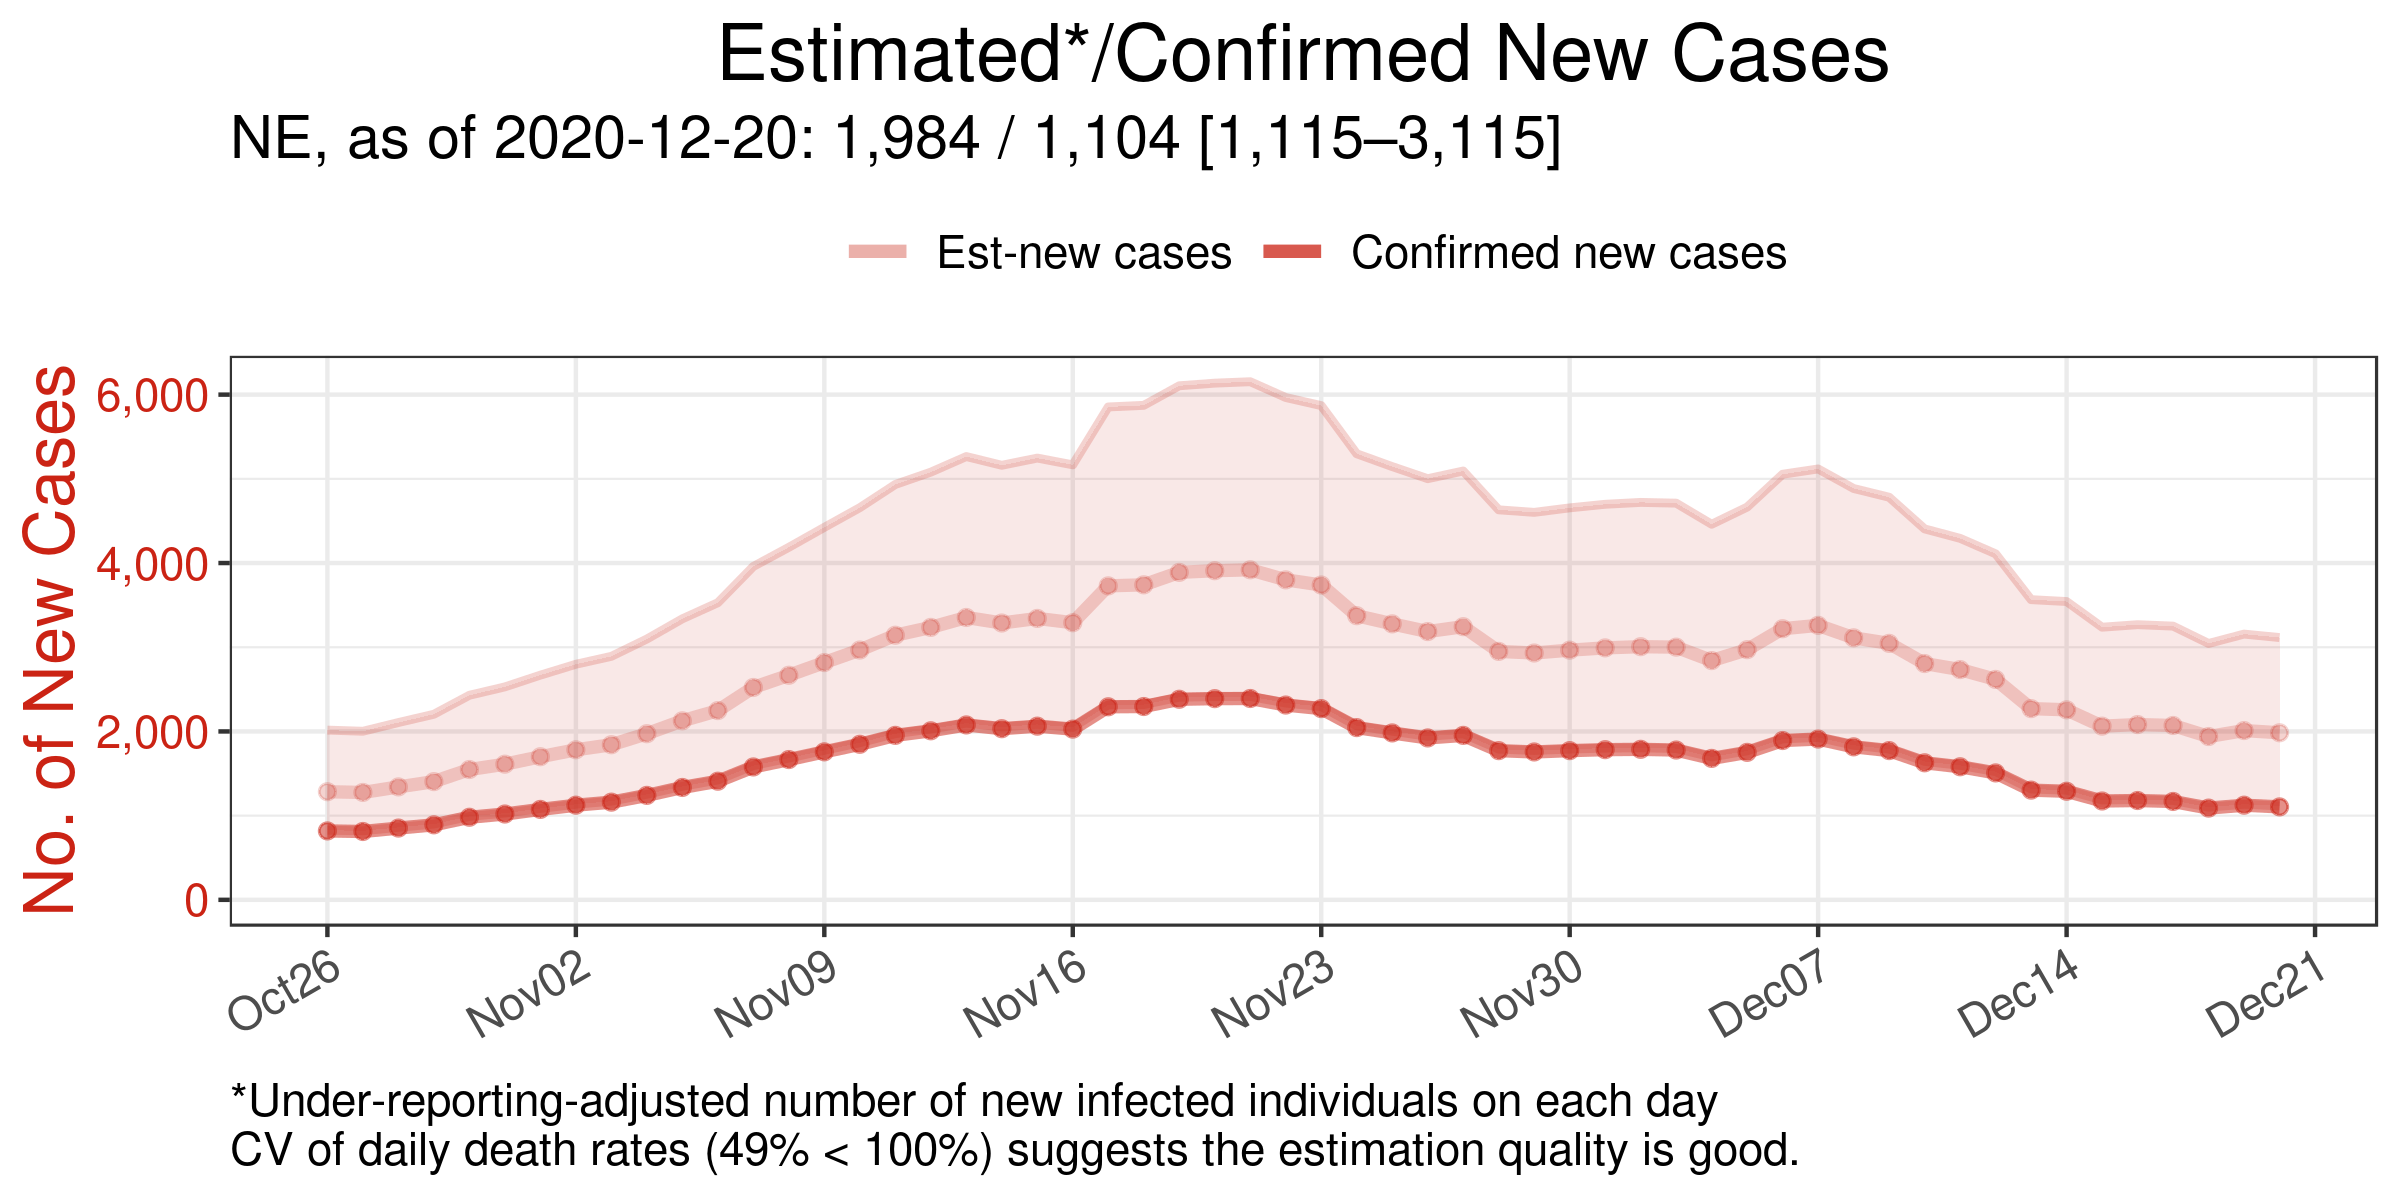 Estimated*/Confirmed New Cases
NE, as of 2020-12-20: 1,984 / 1,104 [1,115–3,115]
Est-new cases
Confirmed new cases
No. of New Cases
6,000
4,000
2,000
0
Oct26
Nov02
Nov09
Nov16
Nov23
Nov30
Dec07
Dec14
Dec21
*Under-reporting-adjusted number of new infected individuals on each day
CV of daily death rates (49% < 100%) suggests the estimation quality is good.